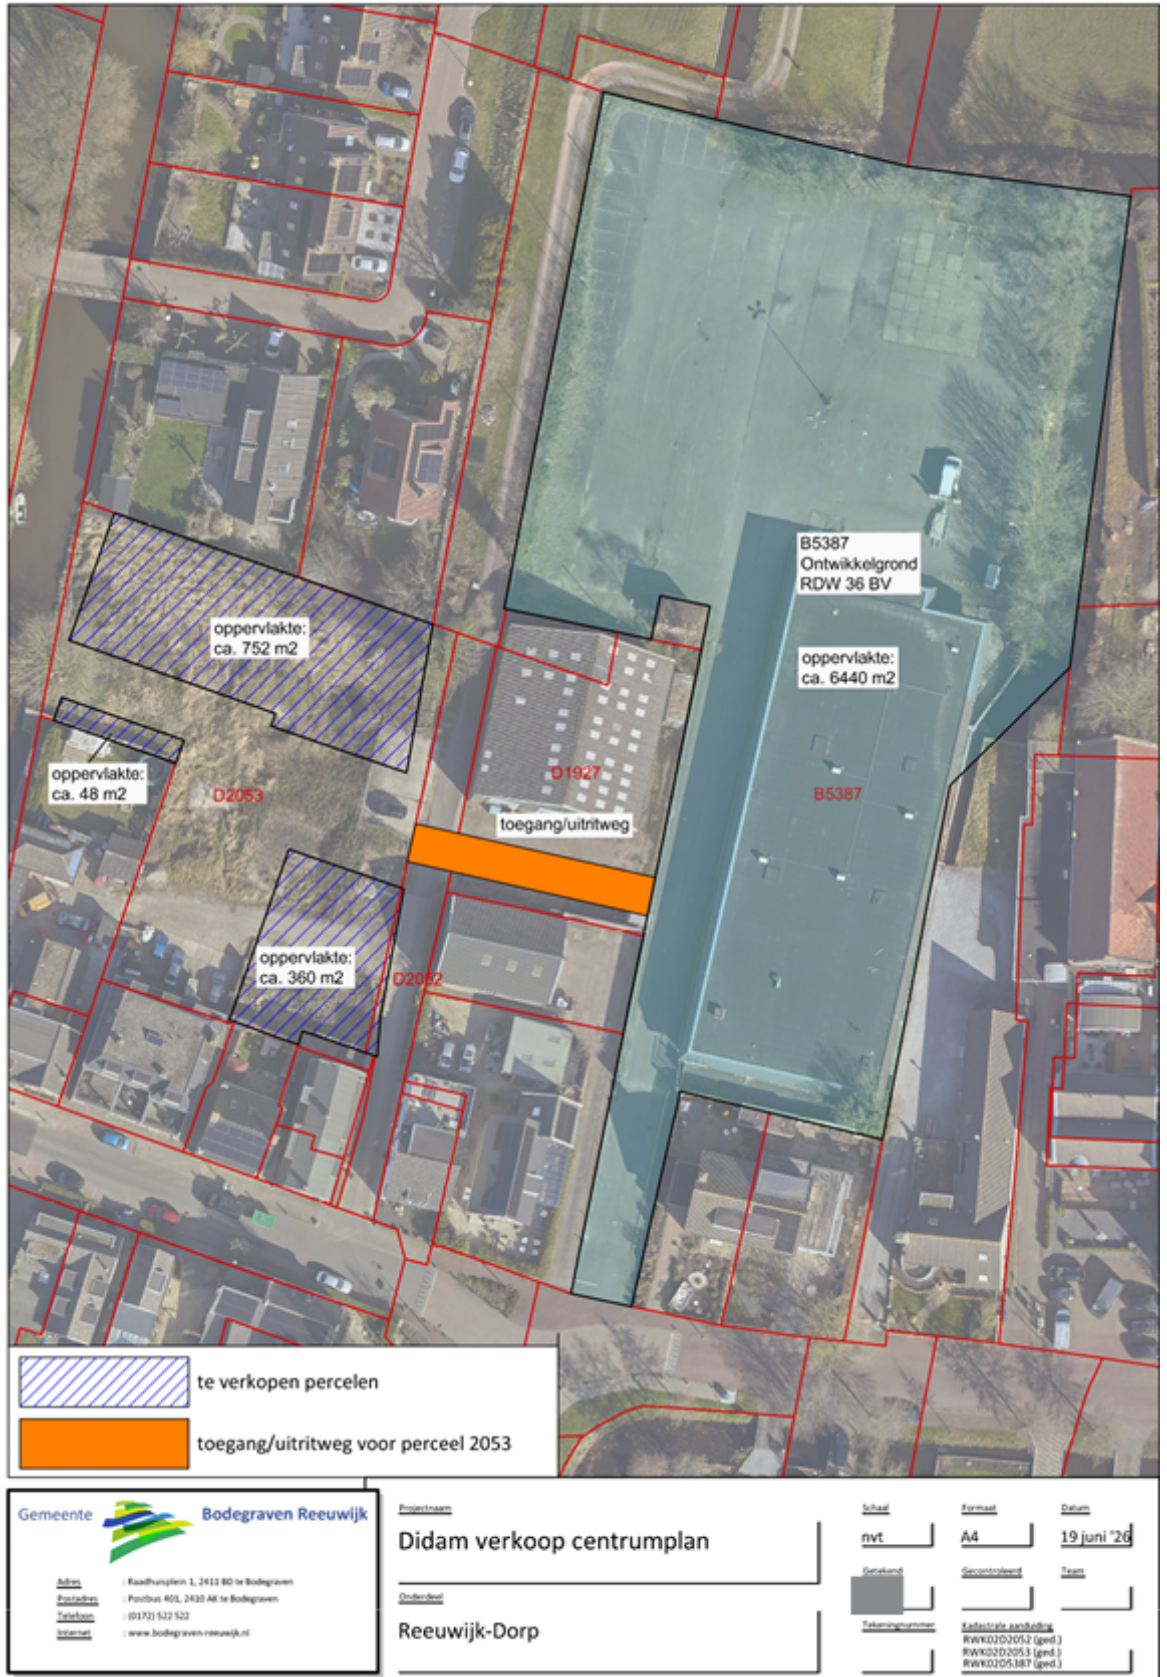 B5387
Ontwikkelgrond
RDW 36 BV
oppervlakte:
ca. 752 m2
oppervlakte:
ca. 6440 m2
oppervlakte:
ca. 48 m2
D2053
D1927
B5387
toegang/uitritweg
oppervlakte:
ca. 360 m2
D2052
te verkopen percelen
toegang/uitritweg voor perceel 2053
Gemeente Bodegraven Reeuwijk
Adres : Raadhuisplein 1, 2411 BD te Bodegraven
Postadres : Postbus 401, 2410 AK te Bodegraven
Telefoon : (0172) 522 522
Internet : www.bodegraven-reeuwijk.nl
Projectnaam
Didam verkoop centrumplan
Onderdeel
Reeuwijk-Dorp
Schaal
nvt
Formaat
A4
Datum
19 juni '26
Getekend
Gecontroleerd
Team
Tekeningnummer
Kadastrale aanduiding
RWK02D2052 (ged.)
RWK02D2053 (ged.)
RWK02D5387 (ged.)